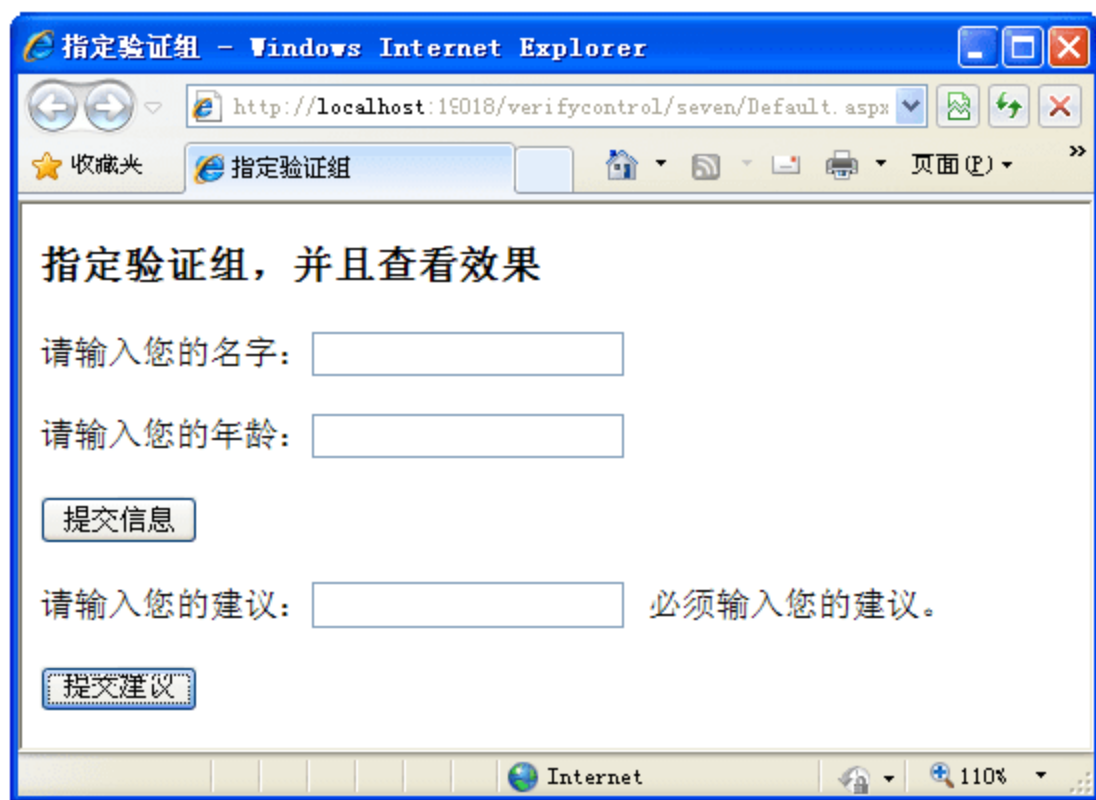 指定验证组 - Windows Internet Explorer
http://localhost:19018/verifycontrol/seven/Default.aspx
收藏夹 指定验证组 页面(P) »
指定验证组，并且查看效果
请输入您的名字：
请输入您的年龄：
提交信息
请输入您的建议： 必须输入您的建议。
提交建议
Internet 110%